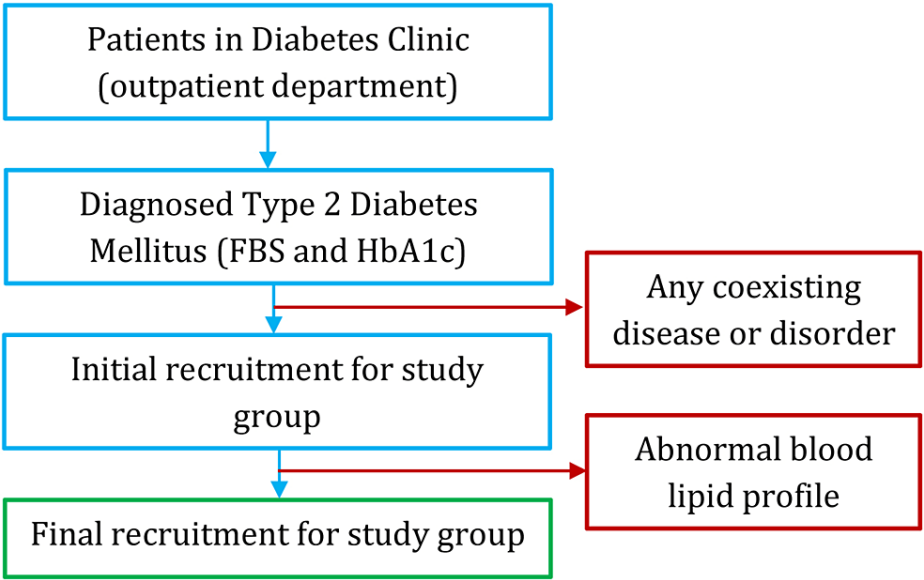 Patients in Diabetes Clinic
(outpatient department)
Diagnosed Type 2 Diabetes
Mellitus (FBS and HbA1c)
Any coexisting
disease or disorder
Initial recruitment for study
group
Abnormal blood
lipid profile
Final recruitment for study group